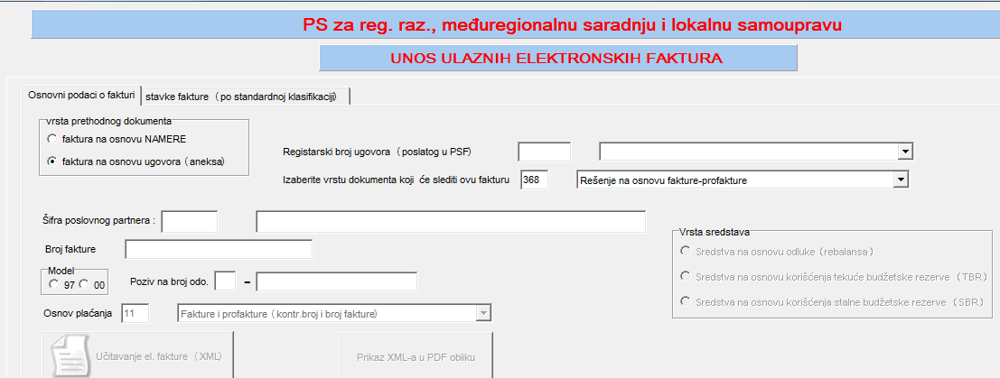 PS za reg. raz., međuregionalnu saradnju i lokalnu samoupravu
UNOS ULAZNIH ELEKTRONSKIH FAKTURA
Osnovni podaci o fakturi
stavke fakture (po standardnoj klasifikaciji)
Vrsta prethodnog dokumenta
faktura na osnovu NAMERE
faktura na osnovu ugovora (aneksa)
Registarski broj ugovora (poslatog u PSF)
Izaberite vrstu dokumenta koji će slediti ovu fakturu 368 Rešenje na osnovu fakture-profakture
Šifra poslovnog partnera :
Broj fakture
Model
97 00
Poziv na broj odo. -
Osnov plaćanja 11 Fakture i profakture (kontr.broj i broj fakture)
Vrsta sredstava
Sredstva na osnovu odluke (rebalansa)
Sredstva na osnovu korišćenja tekuće budžetske rezerve (TBR)
Sredstva na osnovu korišćenja stalne budžetske rezerve (SBR)
Učitavanje el. fakture (XML)
Prikaz XML-a u PDF obliku